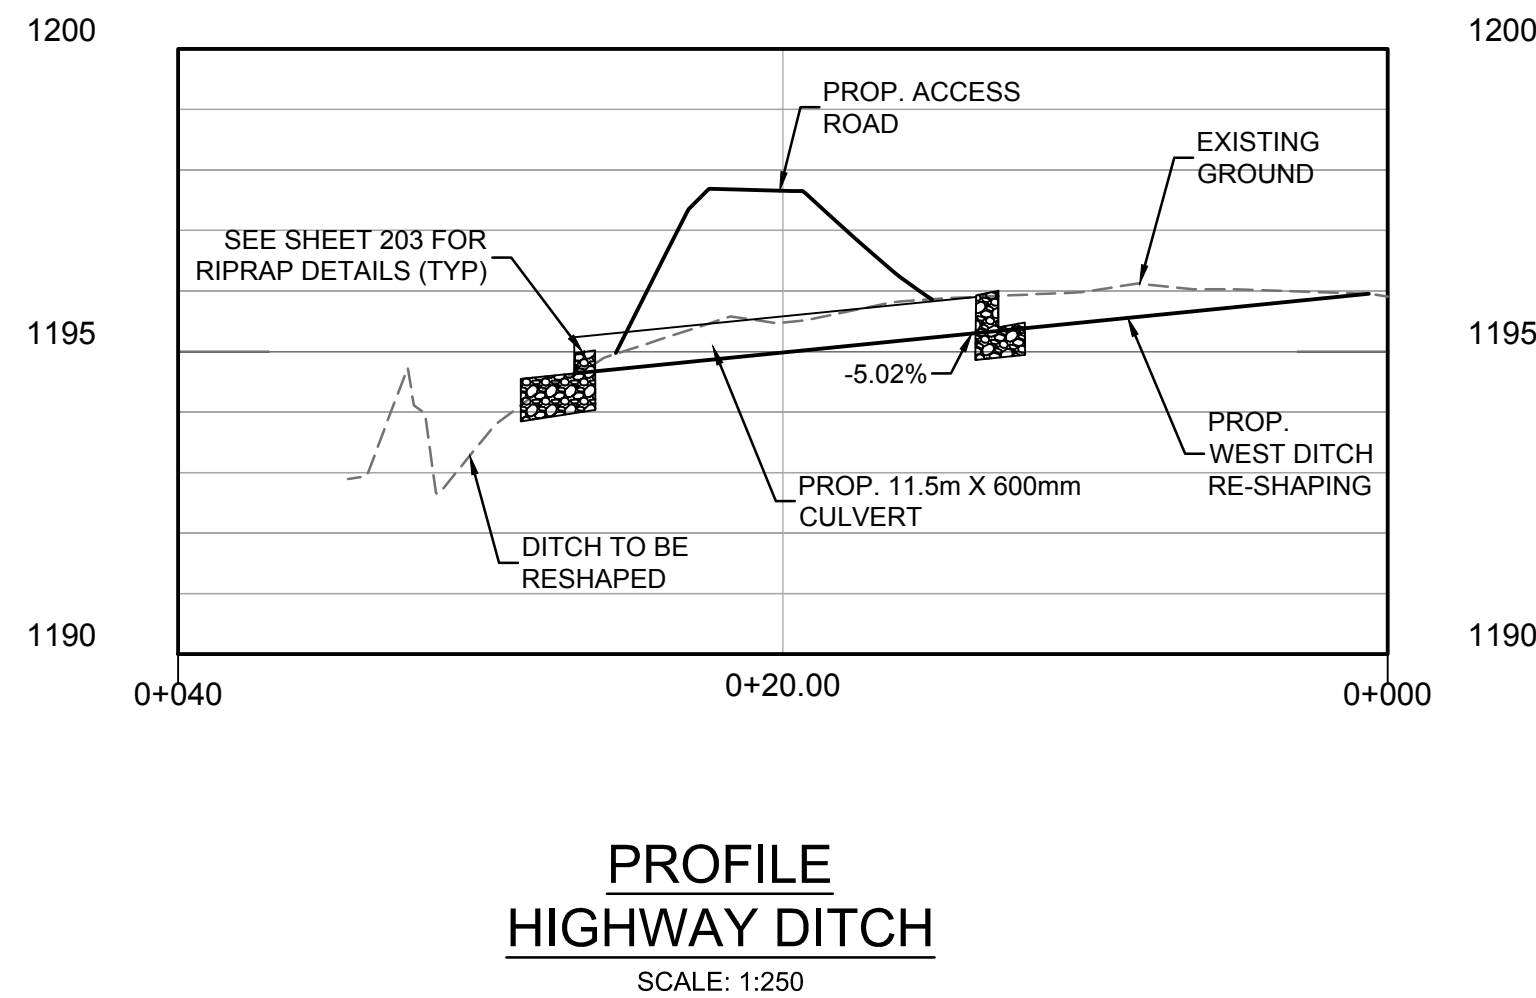 1200
1200
PROP. ACCESS
ROAD
EXISTING
GROUND
SEE SHEET 203 FOR
RIPRAP DETAILS (TYP)
1195
1195
-5.02%
PROP.
WEST DITCH
RE-SHAPING
PROP. 11.5m X 600mm
CULVERT
DITCH TO BE
RESHAPED
1190
1190
0+040
0+20.00
0+000
PROFILE
HIGHWAY DITCH
SCALE: 1:250